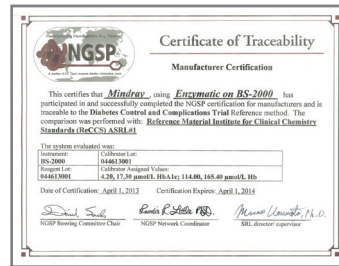 NGSP
Certificate of Traceability
Manufacturer Certification
This certifies that Mindray, using Enzymatic on BS-2000 has
participated in and successfully completed the NGSP certification for manufacturers and is
traceable to the Diabetes Control and Complications Trial Reference method. The
comparison was performed with: Reference Material Institute for Clinical Chemistry
Standards (ReCCS) ASRL#1
The system evaluated was:
Instrument: Calibrator Lot:
BS-2000 044613001
Reagent Lot: Calibrator Assigned Values:
044613001 4.20, 17.30 µmol/L HbA1c; 114.00, 165.40 µmol/L Hb
Date of Certification: April 1, 2013 Certification Expires: April 1, 2014
NGSP Steering Committee Chair NGSP Network Coordinator SRL director/ supervisor